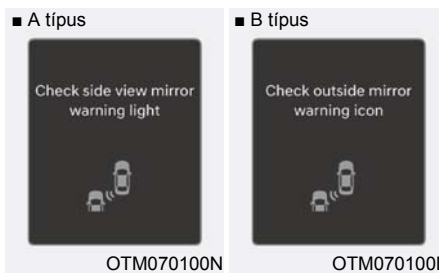 ■ A típus
Check side view mirror
warning light
OTM070100N
■ B típus
Check outside mirror
warning icon
OTM070100